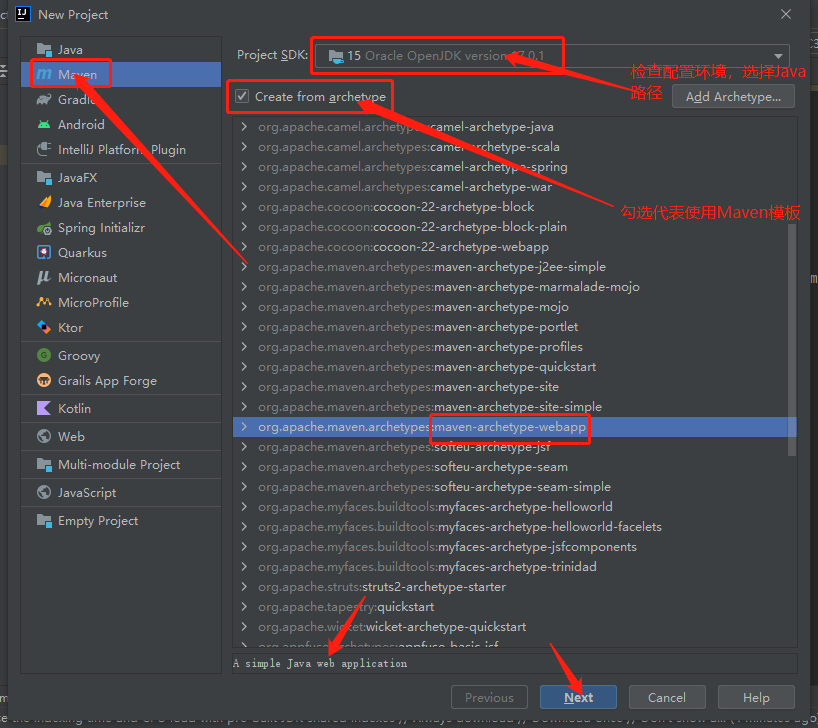 New Project
Java
Maven
Gradle
Android
IntelliJ Platform Plugin
JavaFX
Java Enterprise
Spring Initializr
Quarkus
Micronaut
MicroProfile
Ktor
Groovy
Grails App Forge
Kotlin
Web
Multi-module Project
JavaScript
Empty Project
Project SDK: 15 Oracle OpenJDK version 17.0.1
检查配置环境，选择Java
路径
Create from archetype
Add Archetype...
勾选代表使用Maven模板
org.apache.camel.archetypes:camel-archetype-java
org.apache.camel.archetypes:camel-archetype-scala
org.apache.camel.archetypes:camel-archetype-spring
org.apache.camel.archetypes:camel-archetype-war
org.apache.cocoon:cocoon-22-archetype-block
org.apache.cocoon:cocoon-22-archetype-block-plain
org.apache.cocoon:cocoon-22-archetype-webapp
org.apache.maven.archetypes:maven-archetype-j2ee-simple
org.apache.maven.archetypes:maven-archetype-marmalade-mojo
org.apache.maven.archetypes:maven-archetype-mojo
org.apache.maven.archetypes:maven-archetype-portlet
org.apache.maven.archetypes:maven-archetype-profiles
org.apache.maven.archetypes:maven-archetype-quickstart
org.apache.maven.archetypes:maven-archetype-site
org.apache.maven.archetypes:maven-archetype-site-simple
org.apache.maven.archetypes:maven-archetype-webapp
org.apache.maven.archetypes:softeu-archetype-jsf
org.apache.maven.archetypes:softeu-archetype-seam
org.apache.maven.archetypes:softeu-archetype-seam-simple
org.apache.myfaces.buildtools:myfaces-archetype-helloworld
org.apache.myfaces.buildtools:myfaces-archetype-helloworld-facelets
org.apache.myfaces.buildtools:myfaces-archetype-jsfcomponents
org.apache.myfaces.buildtools:myfaces-archetype-trinidad
org.apache.struts:struts2-archetype-starter
org.apache.tapestry:quickstart
org.apache.wicket:wicket-archetype-quickstart
A simple Java web application
Previous
Next
Cancel
Help